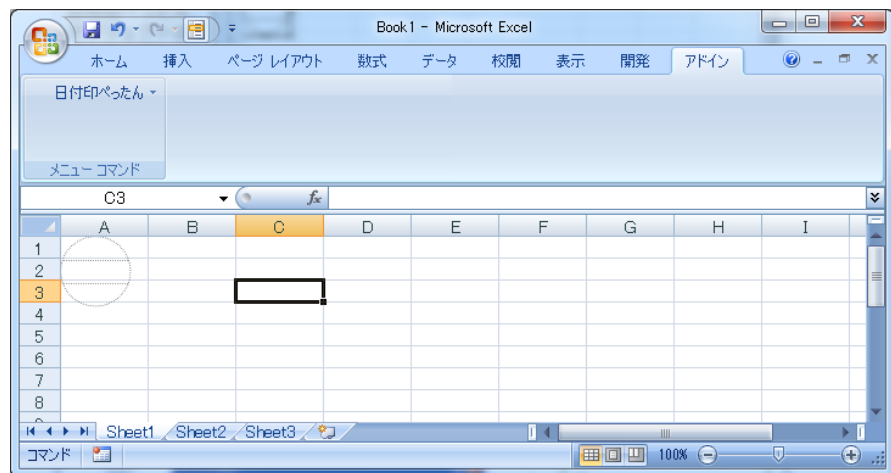 Book1 - Microsoft Excel
ホーム 挿入 ページ レイアウト 数式 データ 校閲 表示 開発 アドイン
日付印ぺったん
メニュー コマンド
C3 fx
A B C D E F G H I
1
2
3
4
5
6
7
8
Sheet1 Sheet2 Sheet3
コマンド 100%